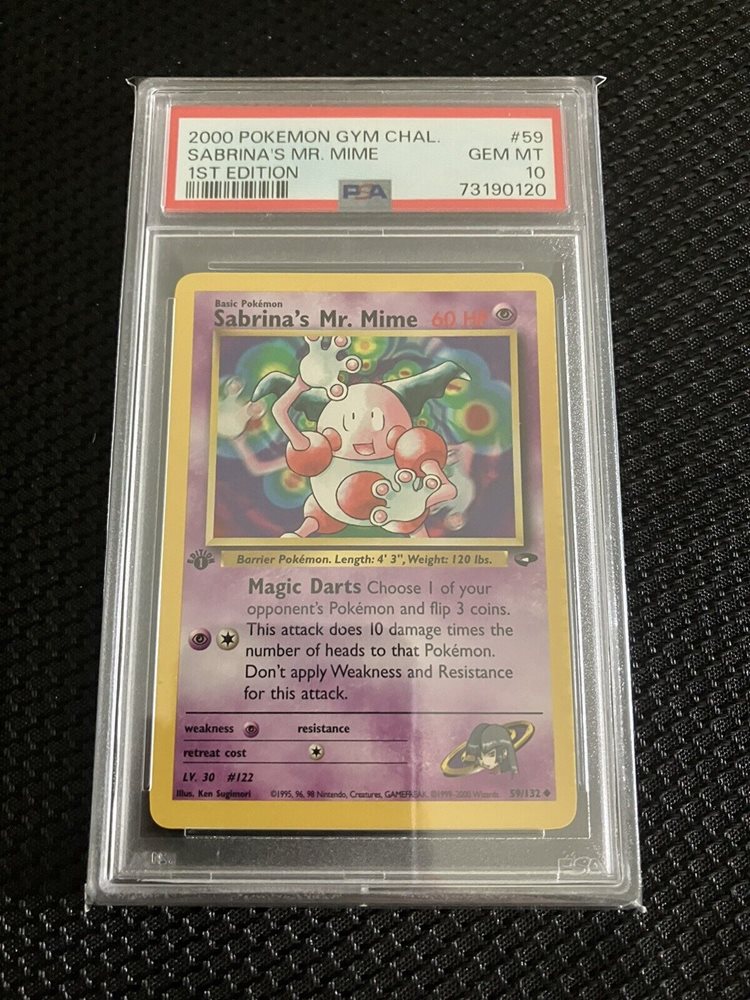 2000 POKEMON GYM CHAL. #59
SABRINA'S MR. MIME GEM MT
1ST EDITION 10
PSA 73190120
Basic Pokémon
Sabrina's Mr. Mime 60 HP
EDITION 1
Barrier Pokémon. Length: 4' 3", Weight: 120 lbs.
Magic Darts Choose 1 of your
opponent's Pokémon and flip 3 coins.
This attack does 10 damage times the
number of heads to that Pokémon.
Don't apply Weakness and Resistance
for this attack.
weakness resistance
retreat cost
LV. 30 #122
Illus. Ken Sugimori ©1995, 96, 98 Nintendo, Creatures, GAMEFREAK. ©1999-2000 Wizards. 59/132
PSA